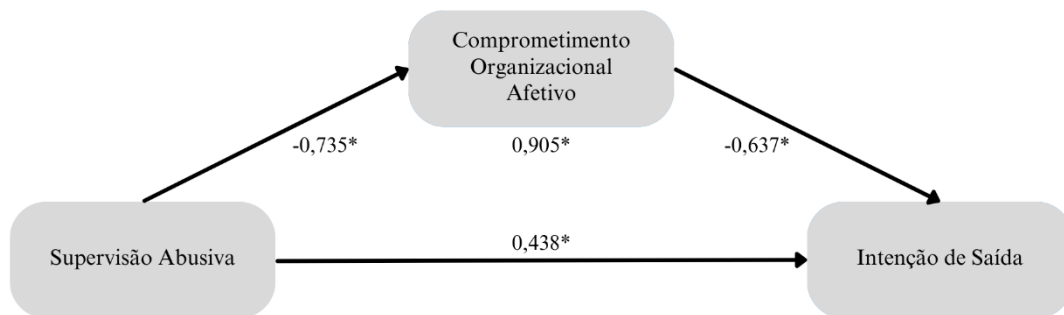 Comprometimento
Organizacional
Afetivo
-0,735*
0,905*
-0,637*
Supervisão Abusiva
0,438*
Intenção de Saída